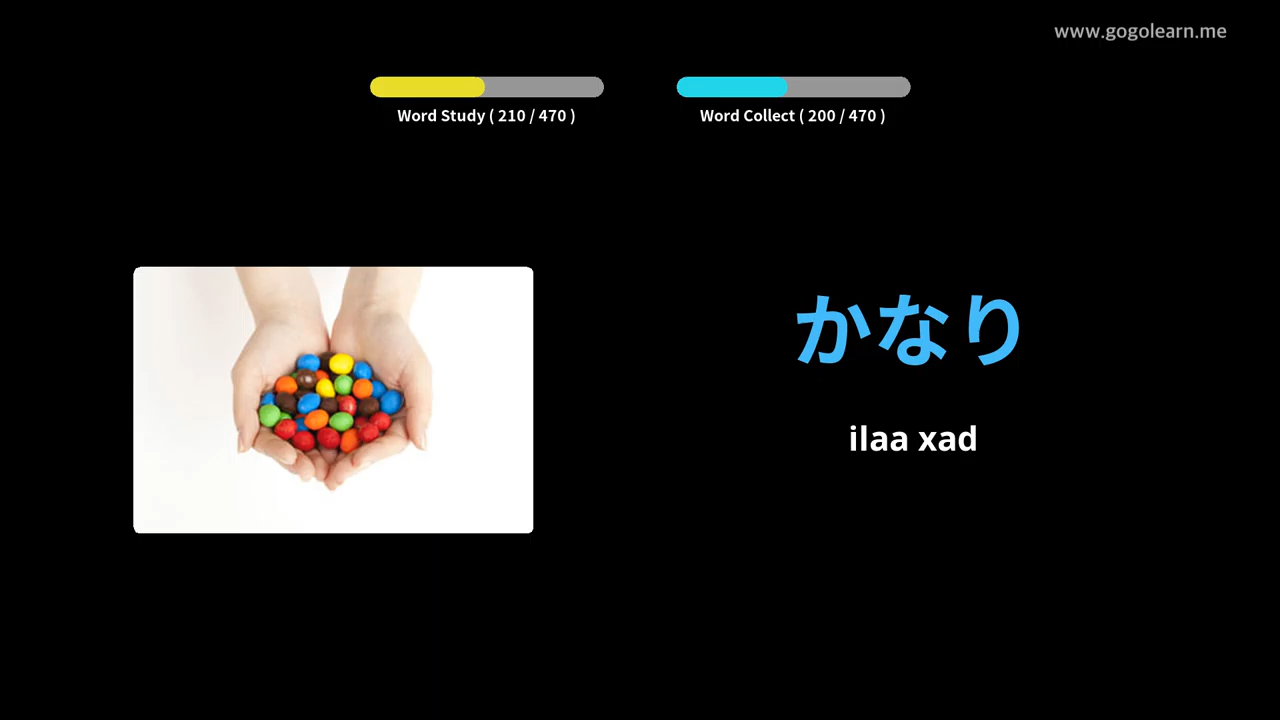 www.gogolearn.me
Word Study ( 210 / 470 )
Word Collect ( 200 / 470 )
かなり
ilaa xad